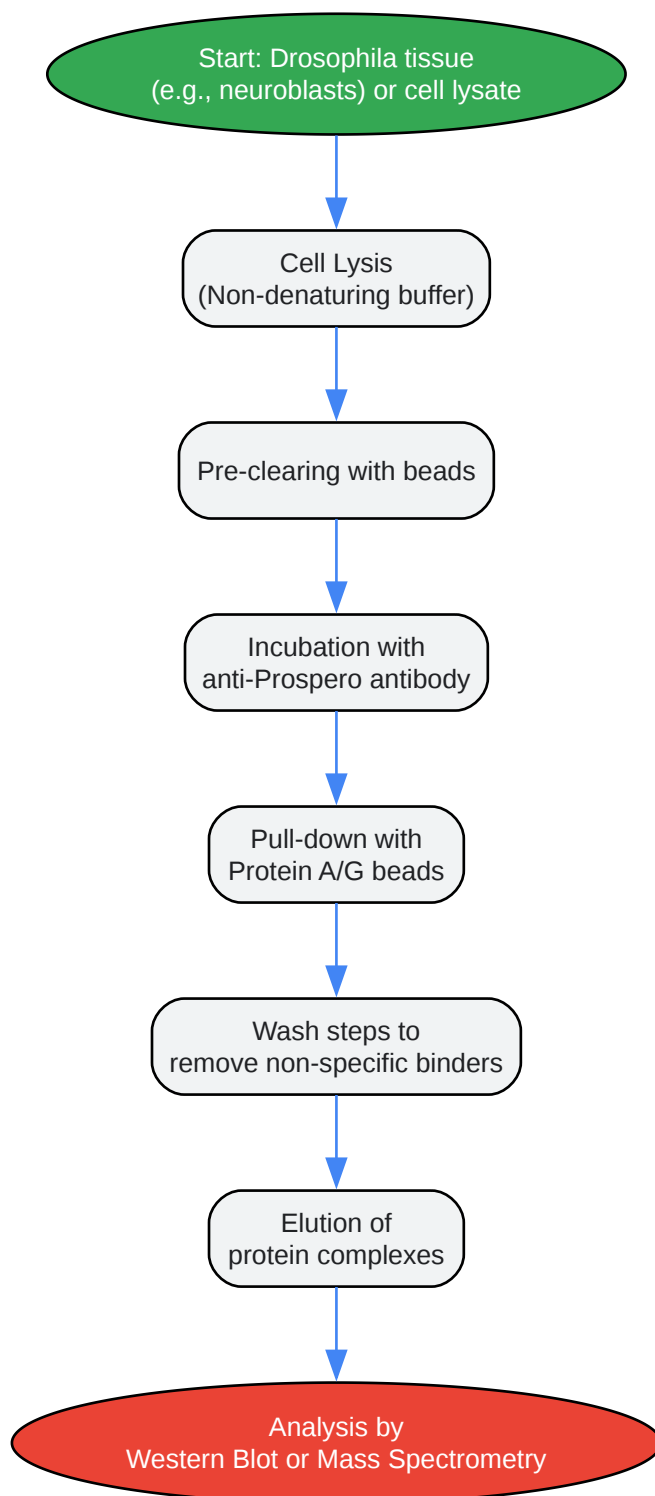 Start: Drosophila tissue
(e.g., neuroblasts) or cell lysate
Cell Lysis
(Non-denaturing buffer)
Pre-clearing with beads
Incubation with
anti-Prospero antibody
Pull-down with
Protein A/G beads
Wash steps to
remove non-specific binders
Elution of
protein complexes
Analysis by
Western Blot or Mass Spectrometry